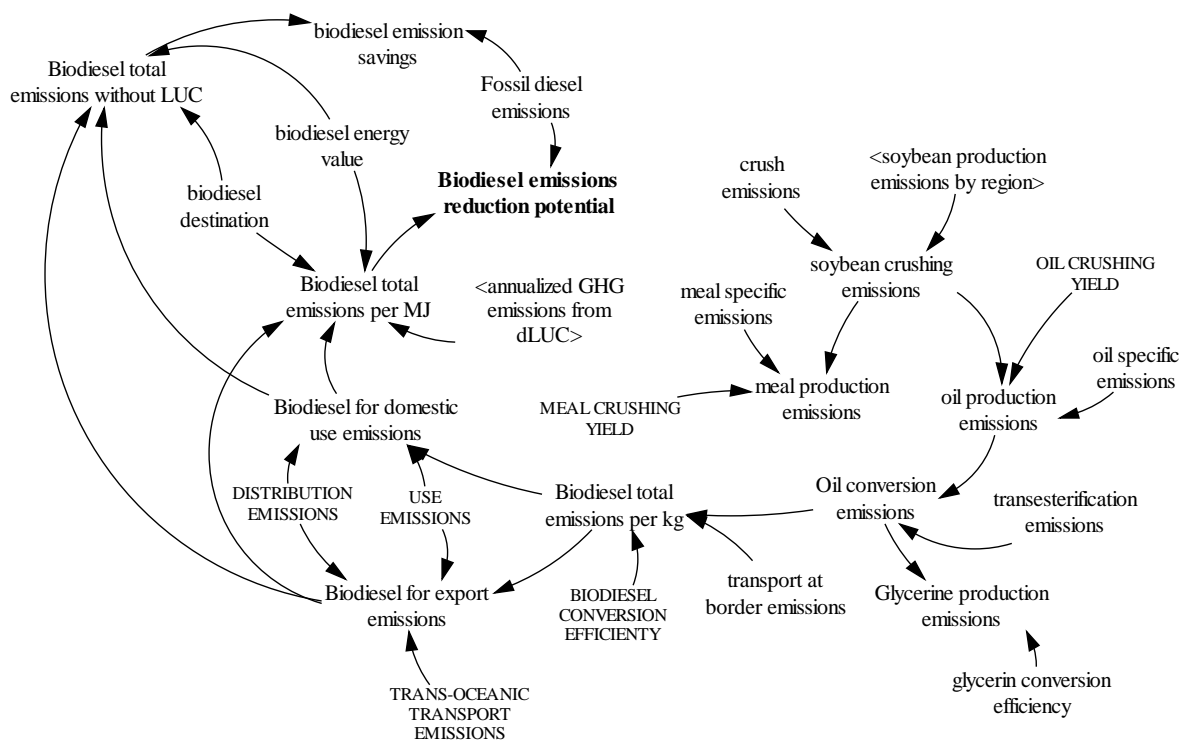 biodiesel emission
savings
Biodiesel total
emissions without LUC
Fossil diesel
emissions
biodiesel energy
value
biodiesel
destination
Biodiesel emissions
reduction potential
crush
emissions
<soybean production
emissions by region>
Biodiesel total
emissions per MJ
<annualized GHG
emissions from
dLUC>
soybean crushing
emissions
OIL CRUSHING
YIELD
meal specific
emissions
oil specific
emissions
Biodiesel for domestic
use emissions
MEAL CRUSHING
YIELD
meal production
emissions
oil production
emissions
DISTRIBUTION
EMISSIONS
USE
EMISSIONS
Biodiesel total
emissions per kg
Oil conversion
emissions
transesterification
emissions
Biodiesel for export
emissions
BIODIESEL
CONVERSION
EFFICIENTY
transport at
border emissions
Glycerine production
emissions
TRANS-OCEANIC
TRANSPORT
EMISSIONS
glycerin conversion
efficiency